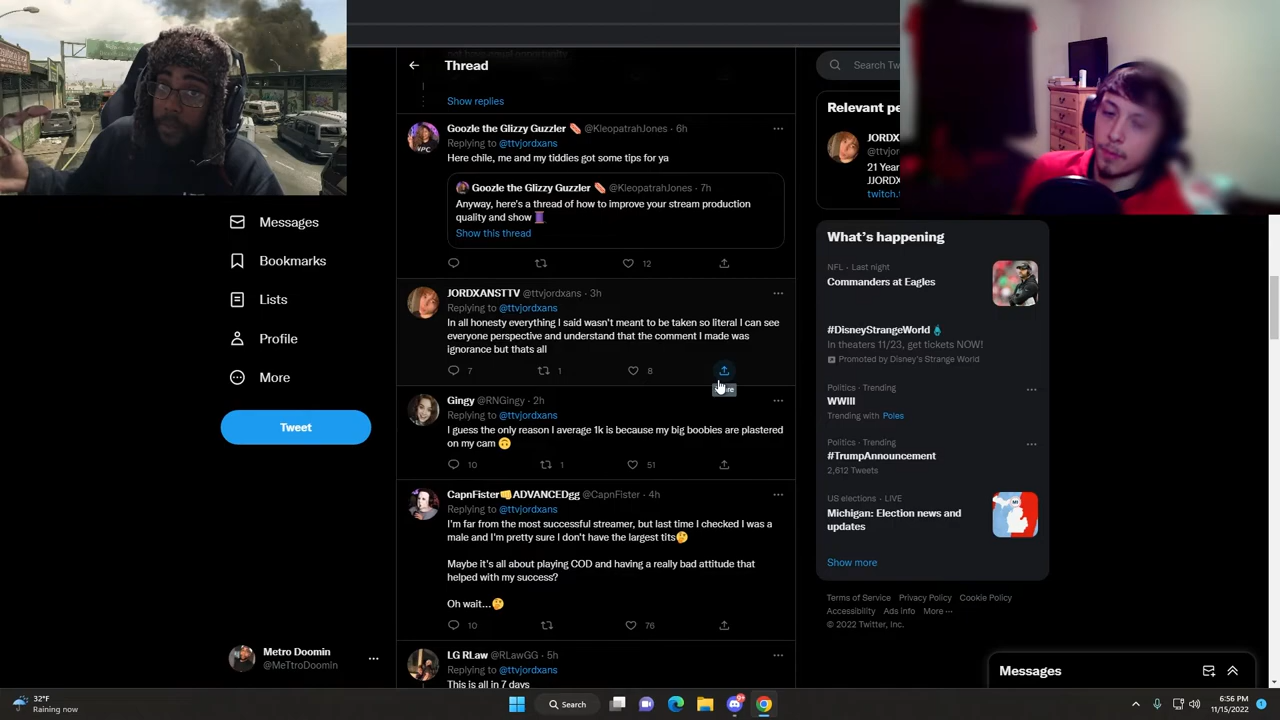 Thread
Search Tw
Show replies
Relevant pe
Goozle the Glizzy Guzzler 🌭 @KleopatrahJones · 6h
Replying to @ttvjordxans
Here chile, me and my tiddies got some tips for ya
Goozle the Glizzy Guzzler 🌭 @KleopatrahJones · 7h
Anyway, here's a thread of how to improve your stream production
quality and show 🧵
Show this thread
12
JORDX
@ttvjor
21 Yea
JJORDX
twitch.t
Messages
Bookmarks
Lists
Profile
More
Tweet
JORDXANSTTV @ttvjordxans · 3h
Replying to @ttvjordxans
In all honesty everything I said wasn't meant to be taken so literal I can see
everyone perspective and understand that the comment I made was
ignorance but thats all
7 1 8
Gingy @RNGingy · 2h
Replying to @ttvjordxans
I guess the only reason I average 1k is because my big boobies are plastered
on my cam 🙃
10 1 51
CapnFister👊ADVANCEDgg @CapnFister · 4h
Replying to @ttvjordxans
I'm far from the most successful streamer, but last time I checked I was a
male and I'm pretty sure I don't have the largest tits🤔
Maybe it's all about playing COD and having a really bad attitude that
helped with my success?
Oh wait...🤔
10 76
LG RLaw @RLawGG · 5h
Replying to @ttvjordxans
This is all in 7 days
What's happening
NFL · Last night
Commanders at Eagles
#DisneyStrangeWorld
In theaters 11/23, get tickets NOW!
Promoted by Disney's Strange World
Politics · Trending
WWIII
Trending with Poles
Politics · Trending
#TrumpAnnouncement
2,612 Tweets
US elections · LIVE
Michigan: Election news and
updates
Show more
Terms of Service Privacy Policy Cookie Policy
Accessibility Ads info More ···
© 2022 Twitter, Inc.
Metro Doomin
@MeTtroDoomin
Messages
32°F
Raining now
Search
6:56 PM
11/15/2022